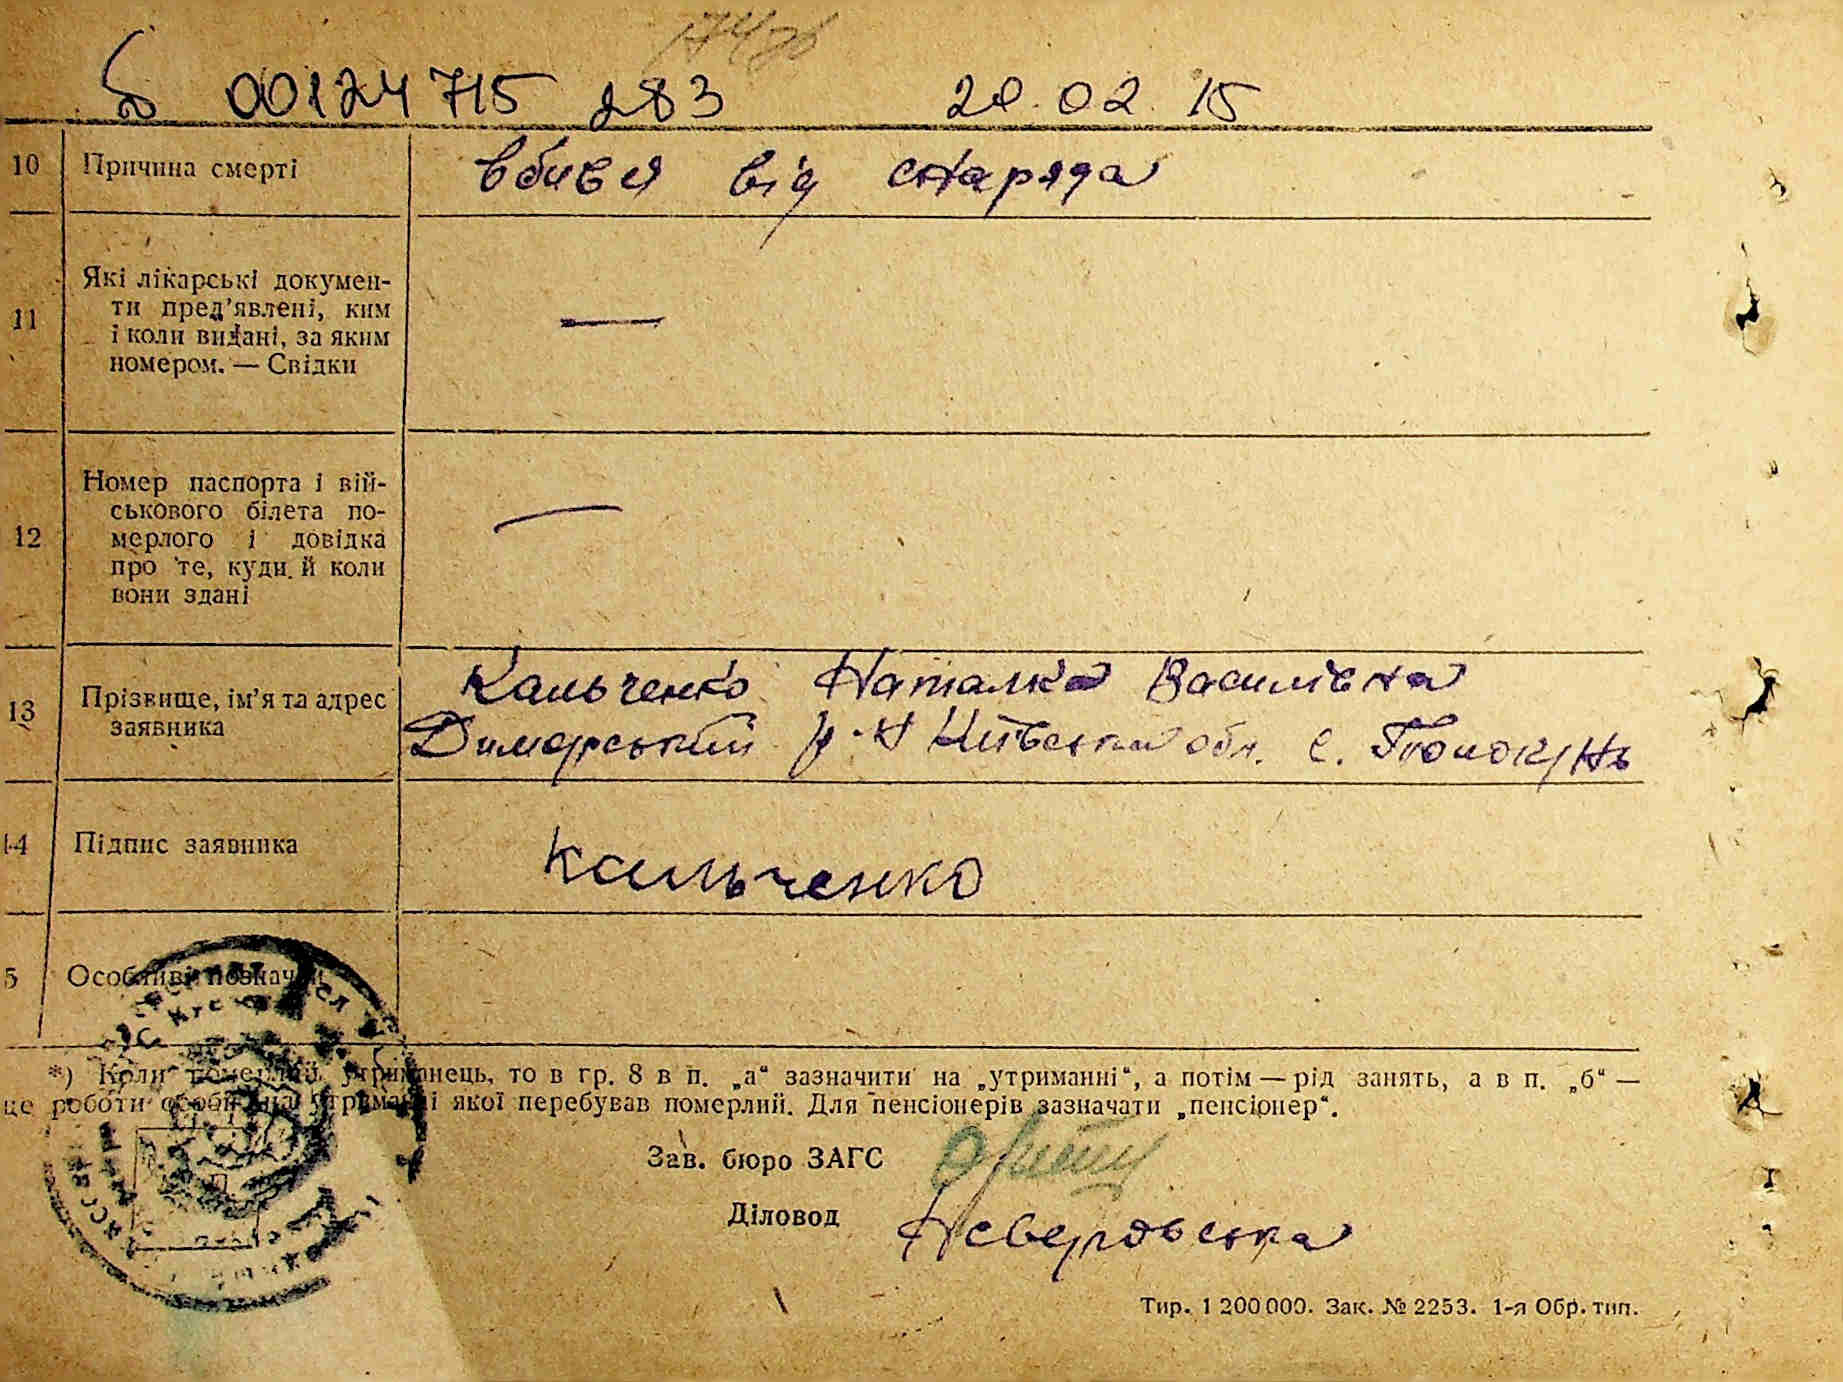 00124715 283 20.02.15
10 Причина смерті вбився від снаряда
11 Які лікарські докумен-
ти пред’явлені, ким
і коли видані, за яким
номером. — Свідки —
12 Номер паспорта і вій-
ськового білета по-
мерлого і довідка
про те, куди й коли
вони здані —
13 Прізвище, ім’я та адрес
заявника
Кальченко Наталка Василівна
Димерський р-н Київська обл. с.
14 Підпис заявника Кальченко
5 Особливі позначки
*) Коли померлий утриманець, то в гр. 8 в п. „а“ зазначити на „утриманні“, а потім — рід занять, а в п. „б“ —
це роботи особи, на утриманні якої перебував померлий. Для пенсіонерів зазначати „пенсіонер“.
Зав. бюро ЗАГС
Діловод
Тир. 1 200 000. Зак. № 2253. 1-я Обр. тип.